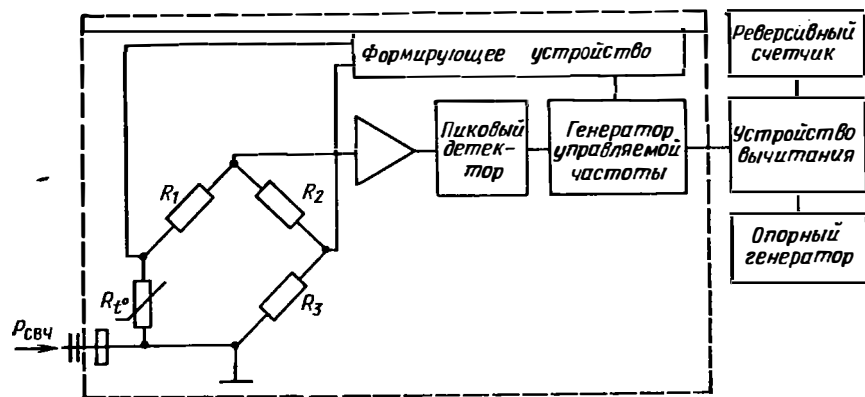 Формирующее устройство
Реверсивный
счетчик
Пиковый
детек-
тор
Генератор
управляемой
частоты
Устройство
вычитания
Опорный
генератор
R₁
R₂
R₃
Rt°
Pсвч